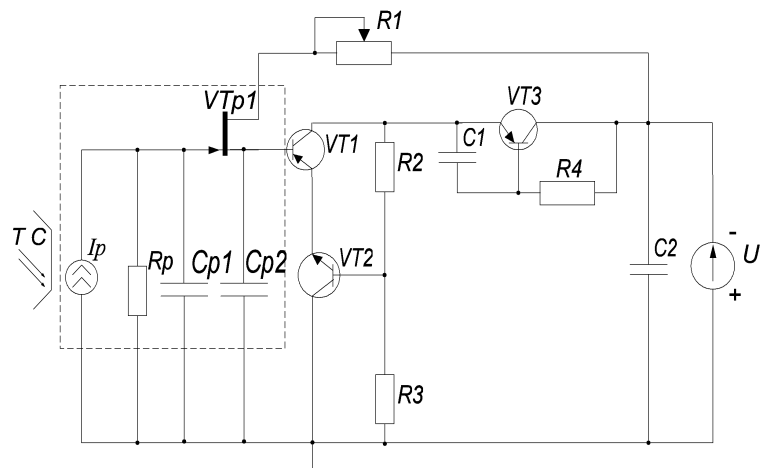 R1
VTp1
VT3
VT1
C1
R2
R4
T C
Ip
Rp
Cp1
Cp2
VT2
C2
-
U
+
R3